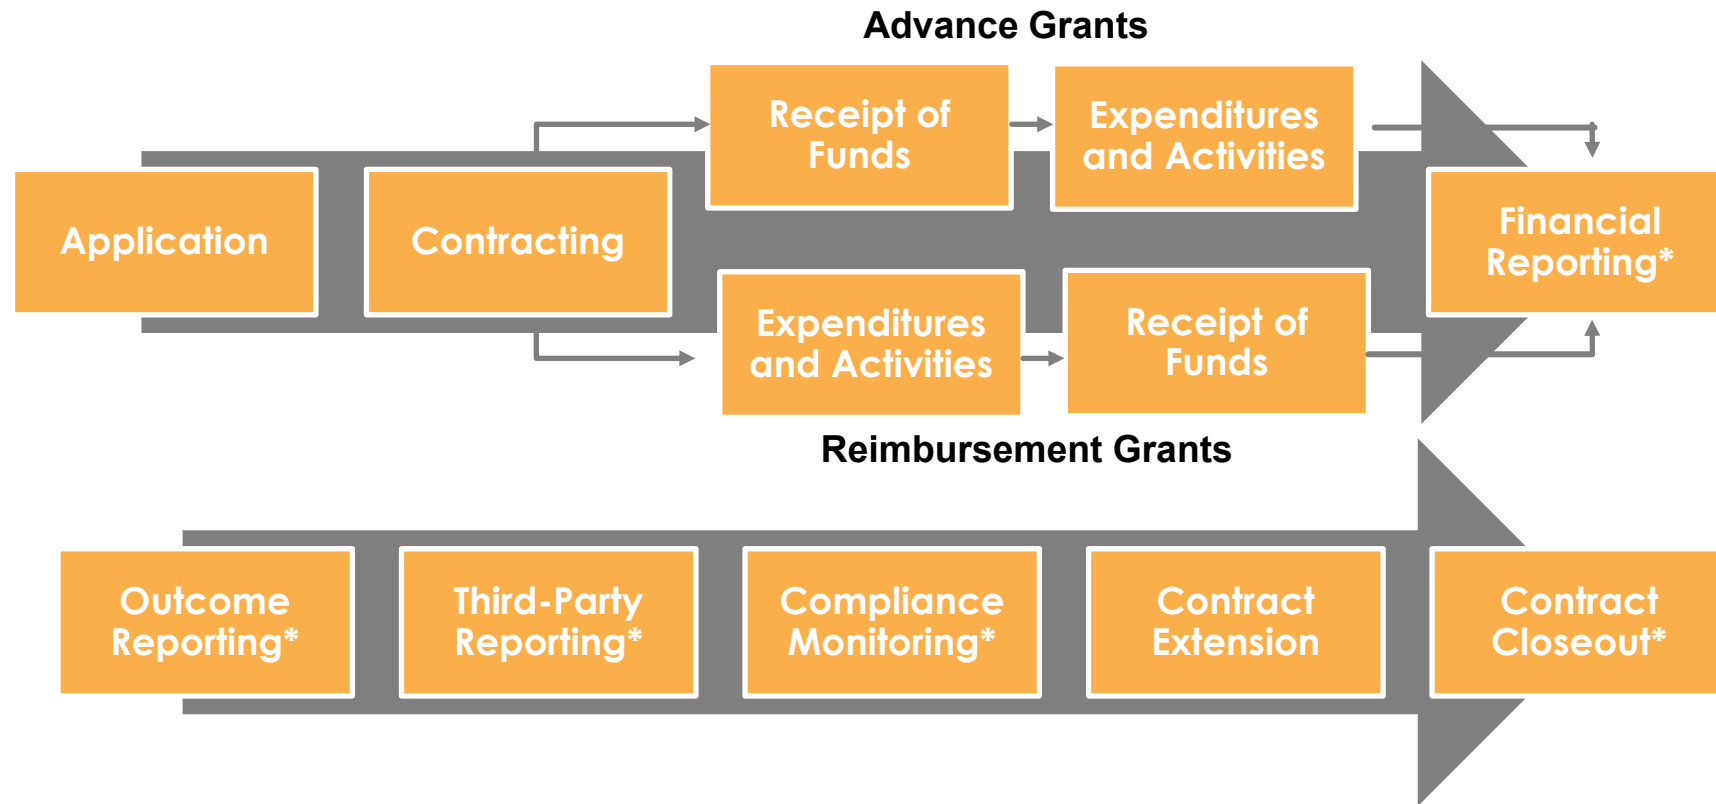 Advance Grants
Receipt of
Funds
Expenditures
and Activities
Application
Contracting
Financial
Reporting*
Expenditures
and Activities
Receipt of
Funds
Reimbursement Grants
Outcome
Reporting*
Third-Party
Reporting*
Compliance
Monitoring*
Contract
Extension
Contract
Closeout*